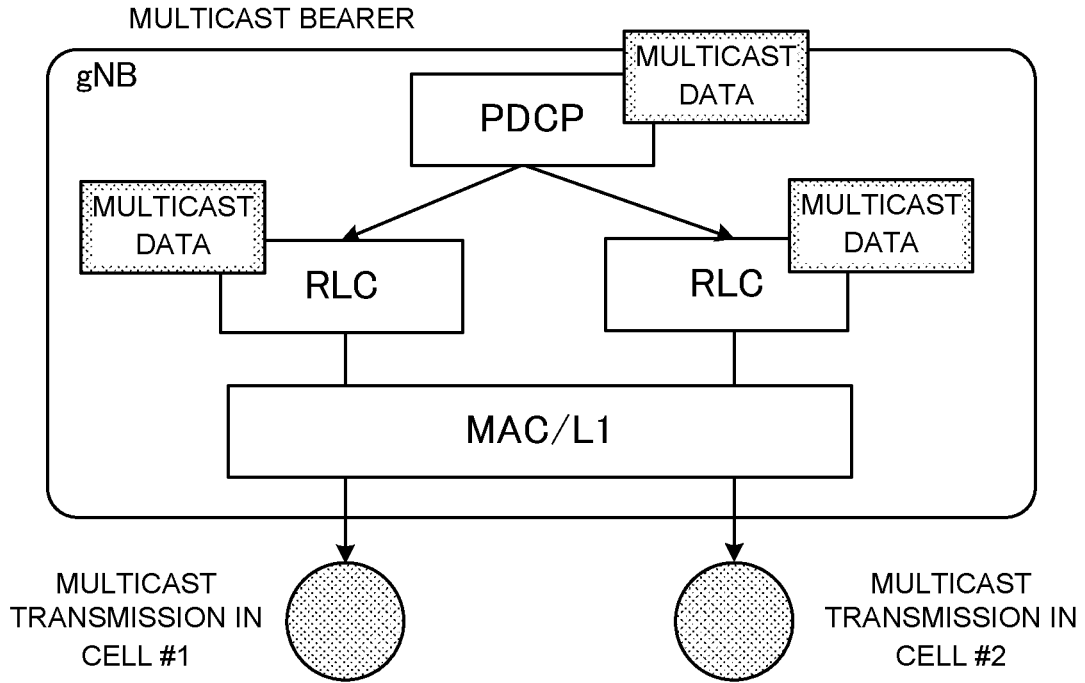 MULTICAST BEARER
gNB
MULTICAST
DATA
PDCP
MULTICAST
DATA
MULTICAST
DATA
RLC
RLC
MAC/L1
MULTICAST
TRANSMISSION IN
CELL #1
MULTICAST
TRANSMISSION IN
CELL #2